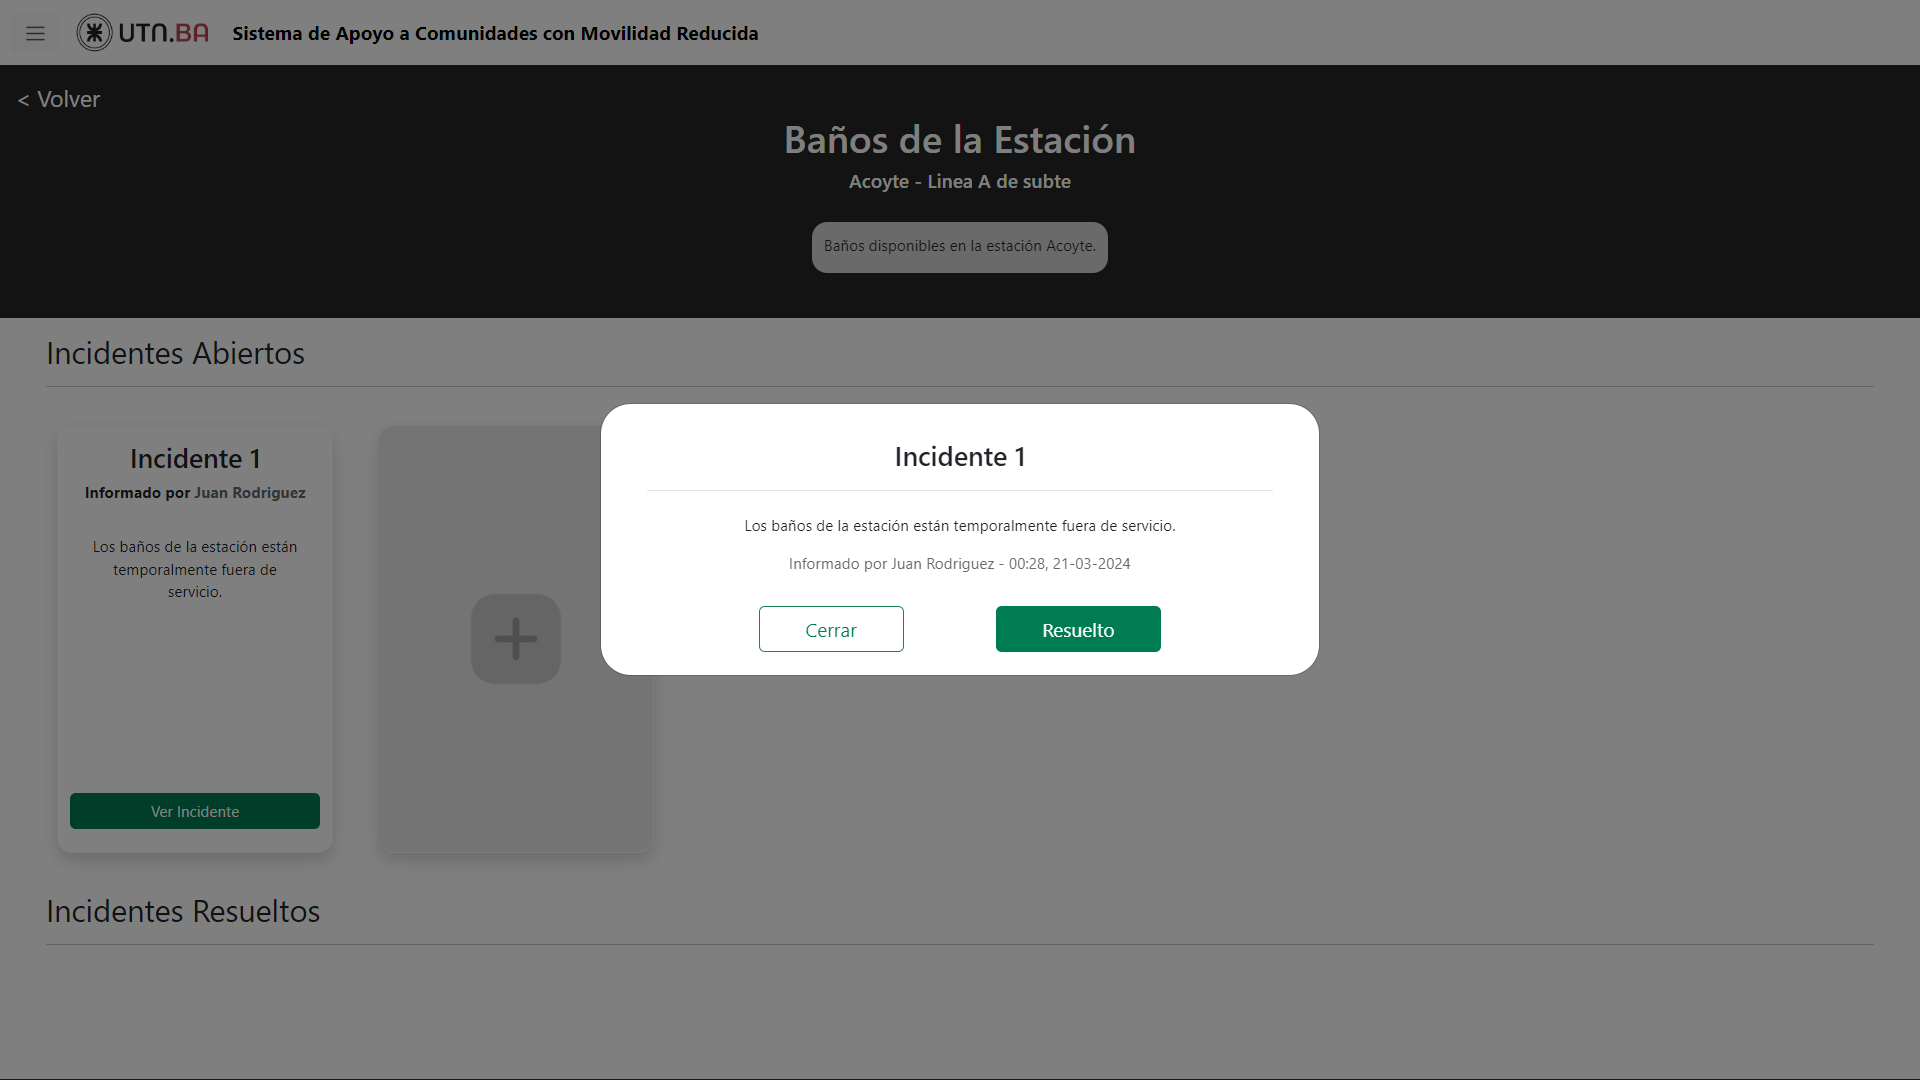 UTN.BA Sistema de Apoyo a Comunidades con Movilidad Reducida
< Volver
Baños de la Estación
Acoyte - Linea A de subte
Baños disponibles en la estación Acoyte.
Incidentes Abiertos
Incidente 1
Informado por Juan Rodriguez
Los baños de la estación están
temporalmente fuera de
servicio.
Ver Incidente
Incidente 1
Los baños de la estación están temporalmente fuera de servicio.
Informado por Juan Rodriguez - 00:28, 21-03-2024
Cerrar
Resuelto
Incidentes Resueltos